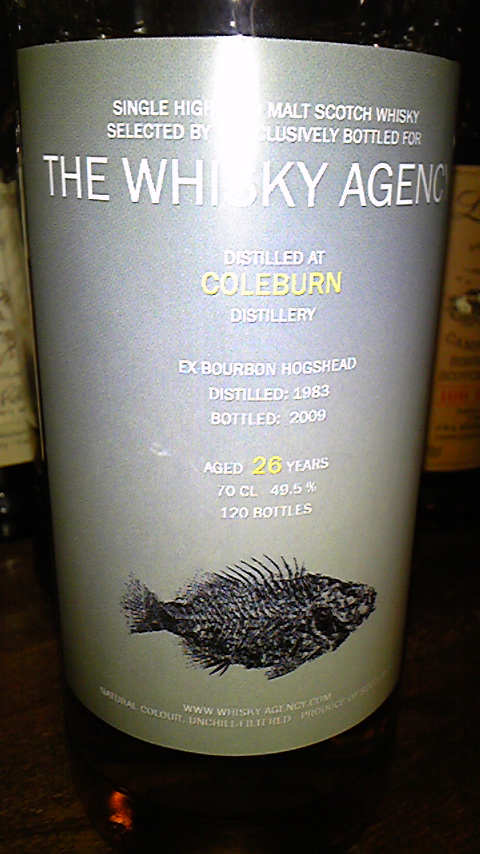 SINGLE HIGH MALT SCOTCH WHISKY
SELECTED BY CLUSIVELY BOTTLED FOR
THE WHISKY AGENC
DISTILLED AT
COLEBURN
DISTILLERY
EX-BOURBON HOGSHEAD
DISTILLED: 1983
BOTTLED: 2009
AGED 26 YEARS
70 CL 49.5 %
120 BOTTLES
WWW.WHISKY-AGENCY.COM
NATURAL COLOUR, UNCHILLFILTERED PRODUCE OF